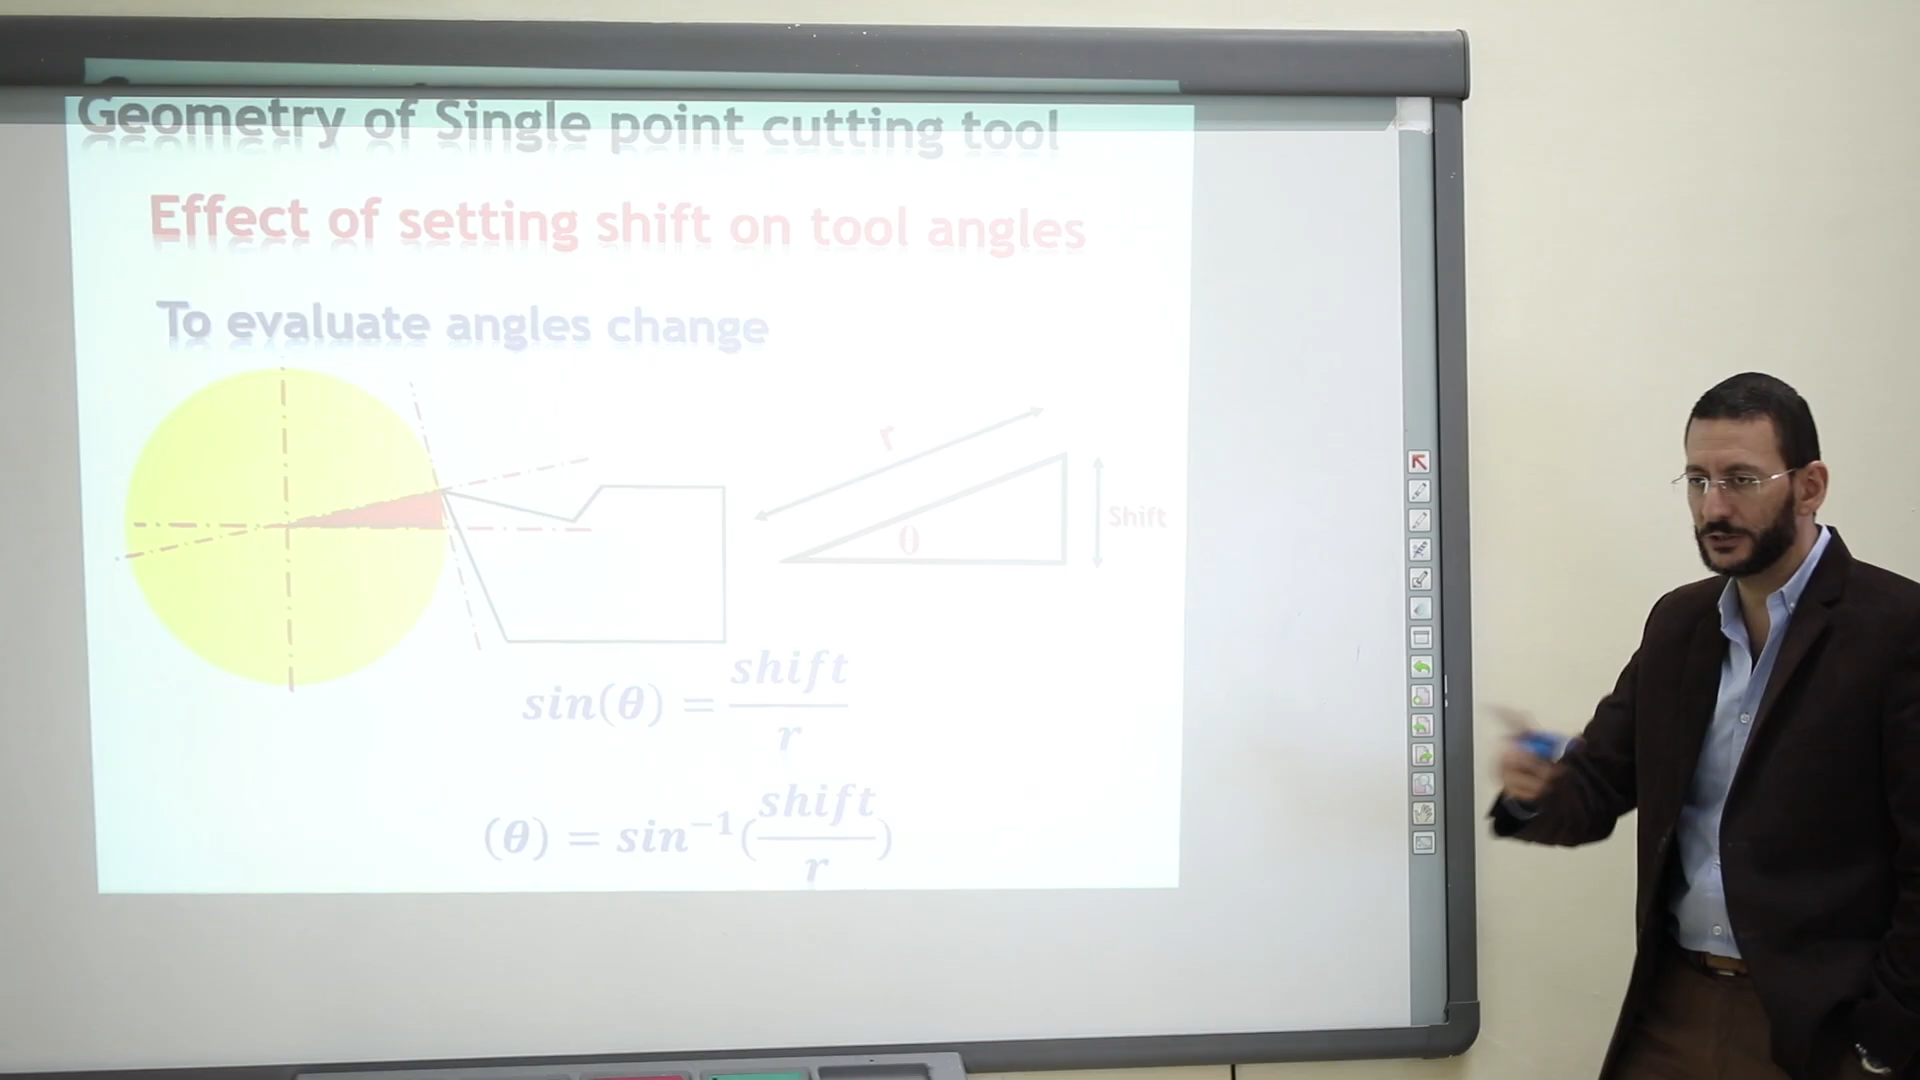 Geometry of Single point cutting tool
Effect of setting shift on tool angles
To evaluate angles change
r
θ
Shift
sin(θ) = shift/r
(θ) = sin⁻¹(shift/r)